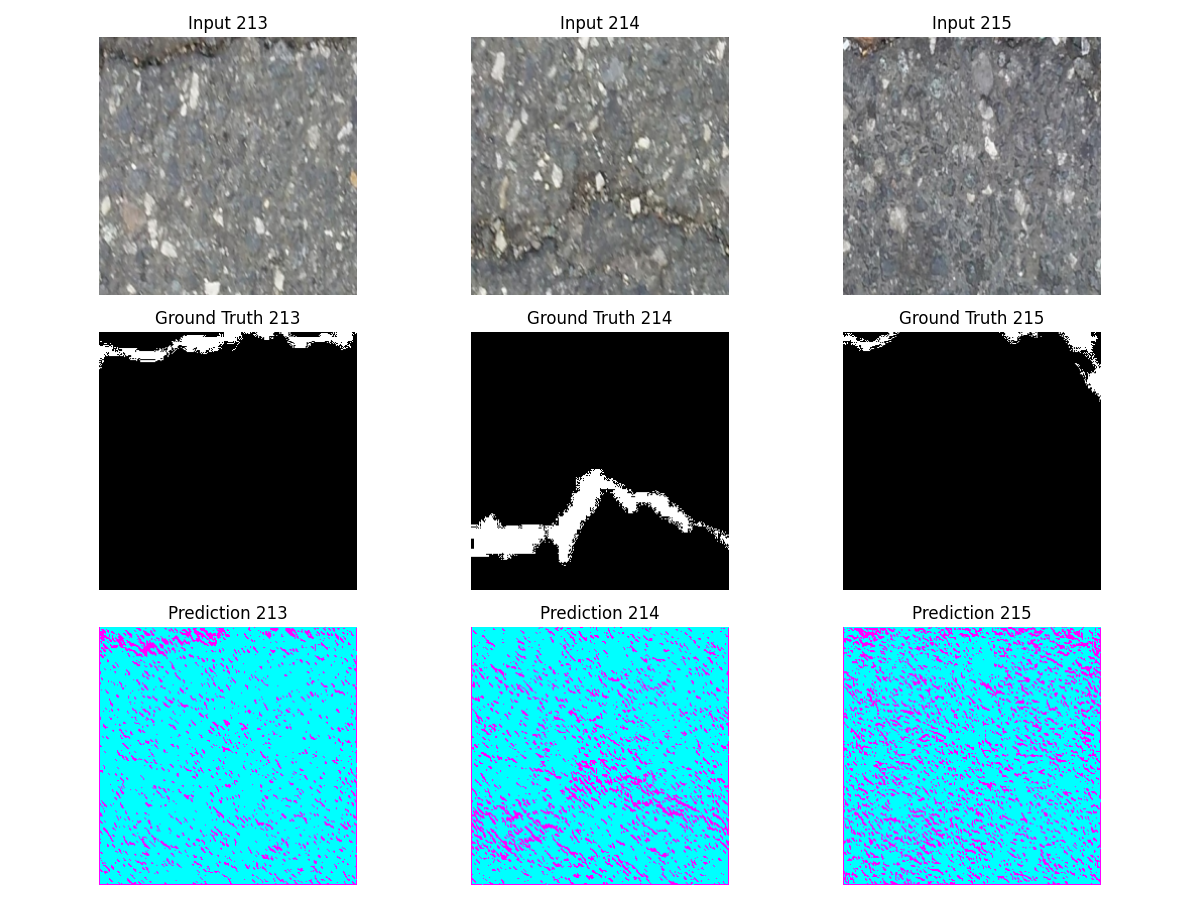 Input 213
Input 214
Input 215
Ground Truth 213
Ground Truth 214
Ground Truth 215
Prediction 213
Prediction 214
Prediction 215